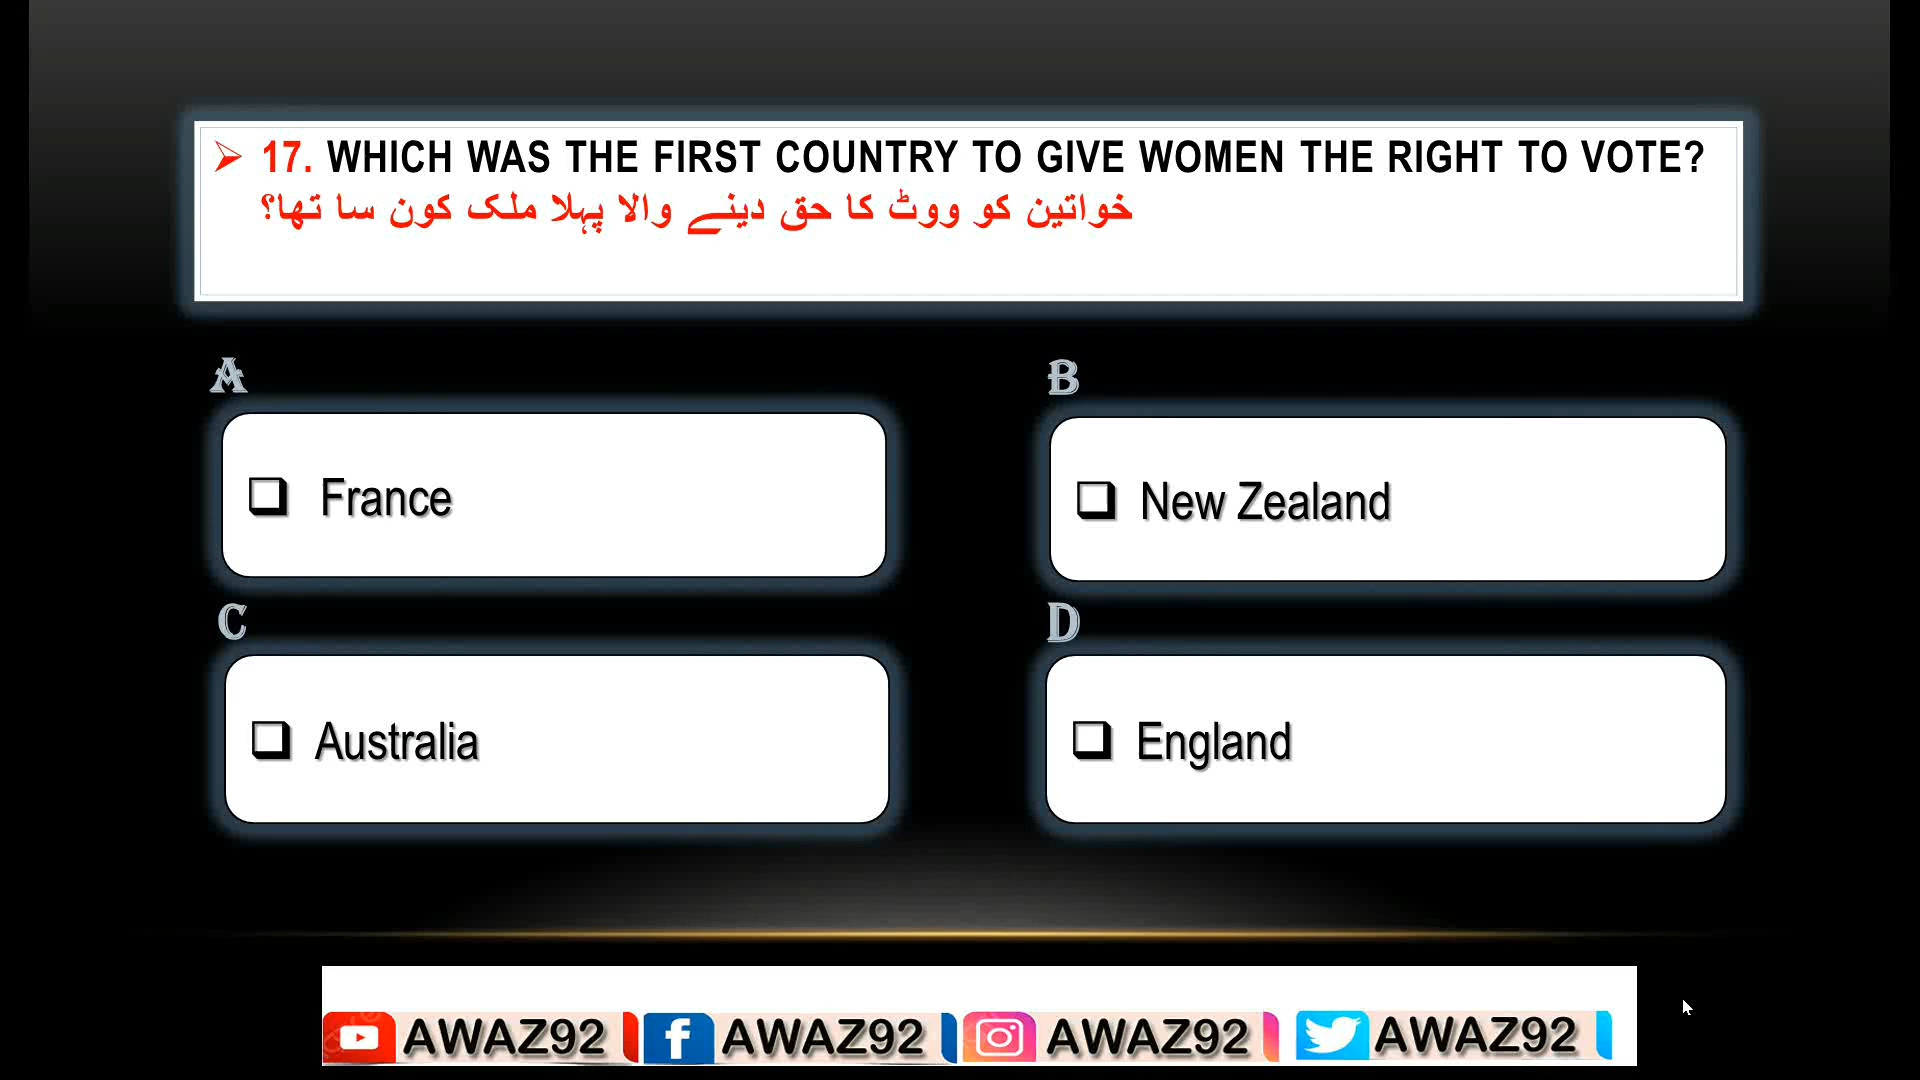 17. WHICH WAS THE FIRST COUNTRY TO GIVE WOMEN THE RIGHT TO VOTE?
خواتین کو ووٹ کا حق دینے والا پہلا ملک کون سا تھا؟
A
France
B
New Zealand
C
Australia
D
England
AWAZ92 AWAZ92 AWAZ92 AWAZ92